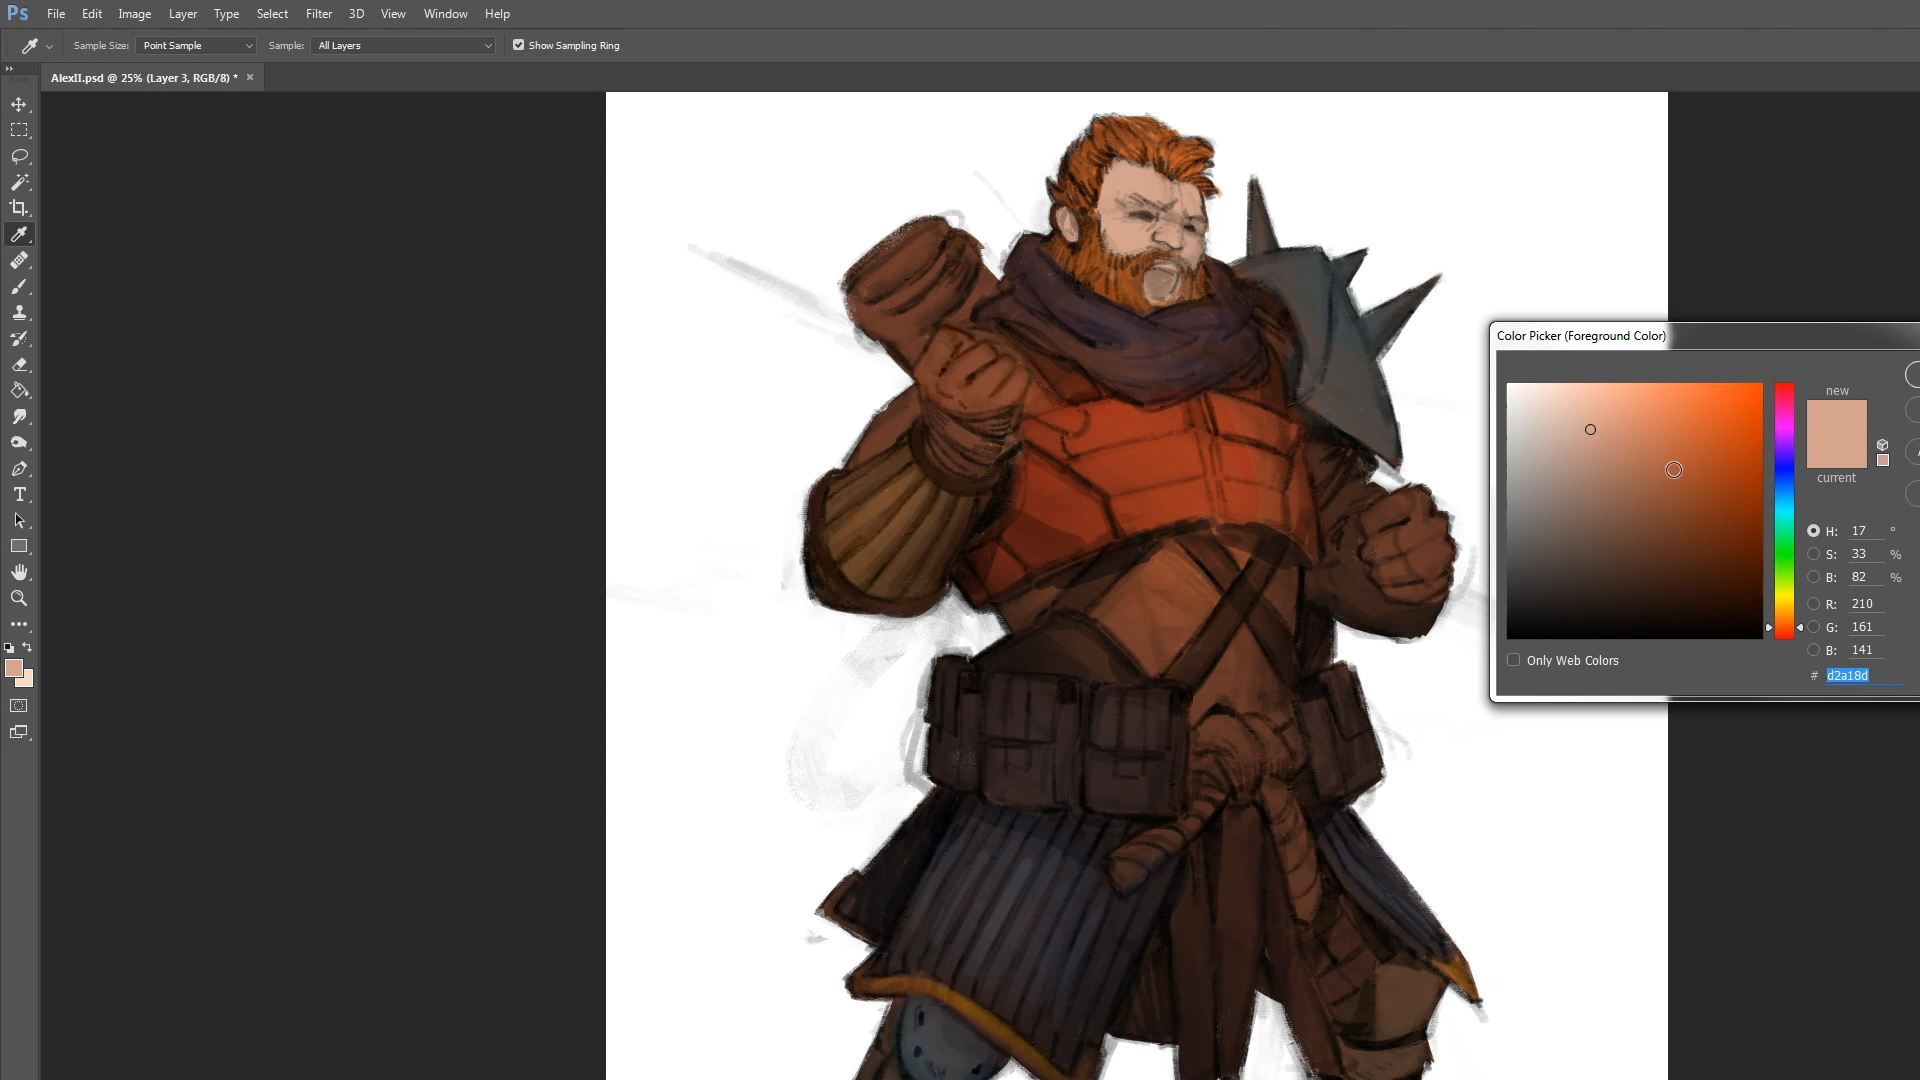 Ps File Edit Image Layer Type Select Filter 3D View Window Help
Sample Size: Point Sample Sample: All Layers Show Sampling Ring
AlexII.psd @ 25% (Layer 3, RGB/8) * ×
Color Picker (Foreground Color)
new
current
H: 17 °
S: 33 %
B: 82 %
R: 210
G: 161
B: 141
Only Web Colors
# d2a18d